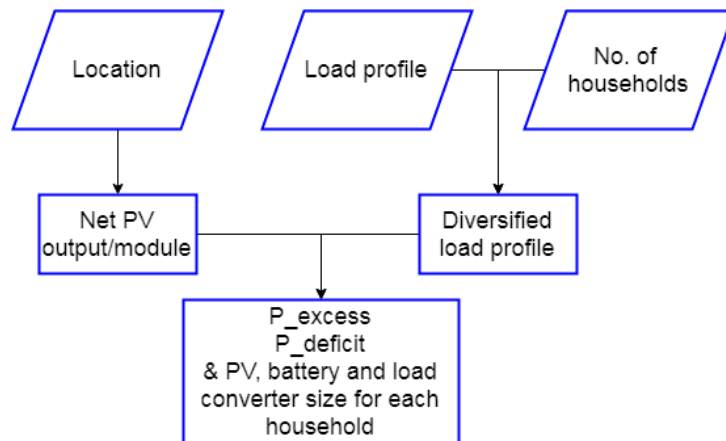 Location
Load profile
No. of
households
Net PV
output/module
Diversified
load profile
P_excess
P_deficit
& PV, battery and load
converter size for each
household